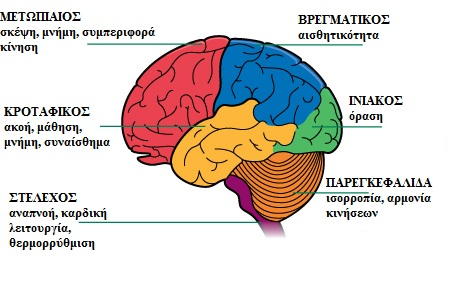 ΜΕΤΩΠΙΑΙΟΣ
σκέψη, μνήμη, συμπεριφορά
κίνηση
ΒΡΕΓΜΑΤΙΚΟΣ
αισθητικότητα
ΚΡΟΤΑΦΙΚΟΣ
ακοή, μάθηση,
μνήμη, συναίσθημα
ΙΝΙΑΚΟΣ
όραση
ΣΤΕΛΕΧΟΣ
αναπνοή, καρδική
λειτουργία,
θερμορρύθμιση
ΠΑΡΕΓΚΕΦΑΛΙΔΑ
ισορροπία, αρμονία
κινήσεων